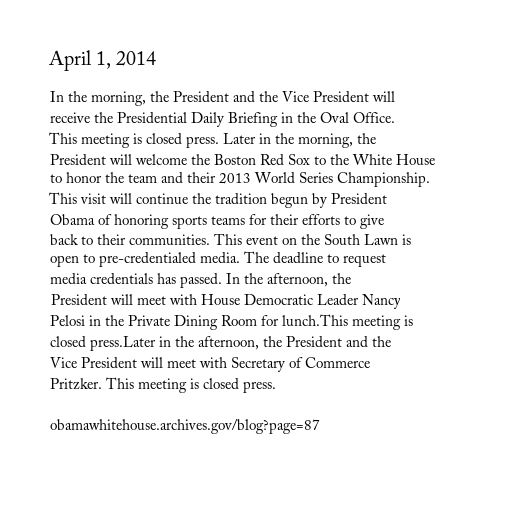 April 1, 2014
In the morning, the President and the Vice President will
receive the Presidential Daily Briefing in the Oval Office.
This meeting is closed press. Later in the morning, the
President will welcome the Boston Red Sox to the White House
to honor the team and their 2013 World Series Championship.
This visit will continue the tradition begun by President
Obama of honoring sports teams for their efforts to give
back to their communities. This event on the South Lawn is
open to pre-credentialed media. The deadline to request
media credentials has passed. In the afternoon, the
President will meet with House Democratic Leader Nancy
Pelosi in the Private Dining Room for lunch.This meeting is
closed press.Later in the afternoon, the President and the
Vice President will meet with Secretary of Commerce
Pritzker. This meeting is closed press.
obamawhitehouse.archives.gov/blog?page=87